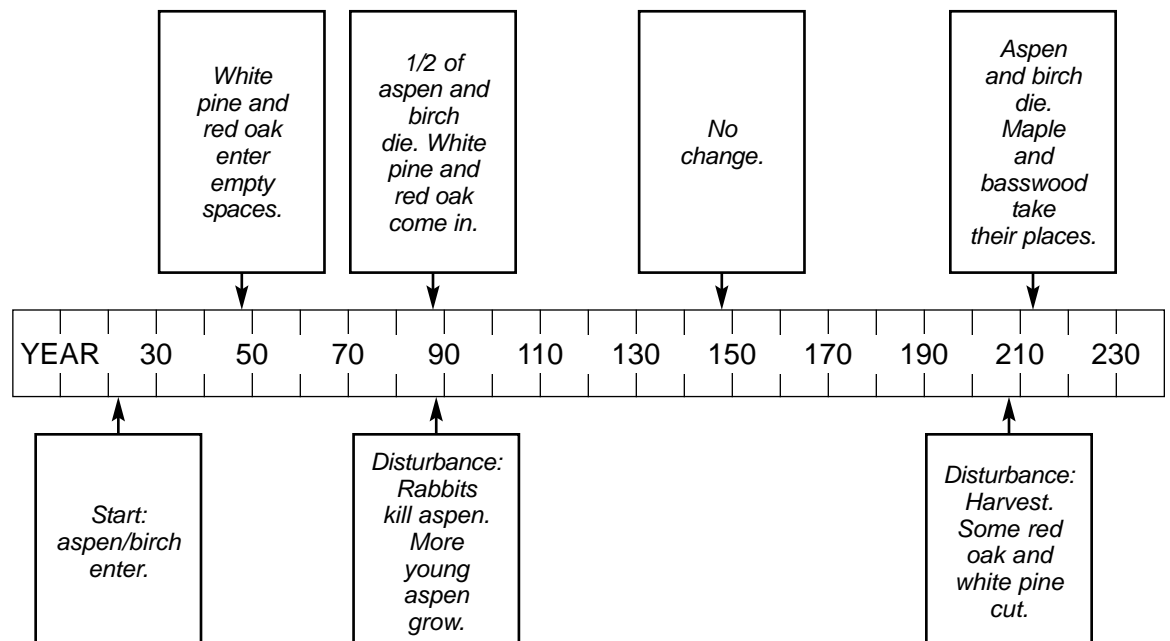 White
pine and
red oak
enter
empty
spaces.
1/2 of
aspen and
birch
die. White
pine and
red oak
come in.
No
change.
Aspen
and birch
die.
Maple
and
basswood
take
their places.
YEAR 30 50 70 90 110 130 150 170 190 210 230
Start:
aspen/birch
enter.
Disturbance:
Rabbits
kill aspen.
More
young
aspen
grow.
Disturbance:
Harvest.
Some red
oak and
white pine
cut.